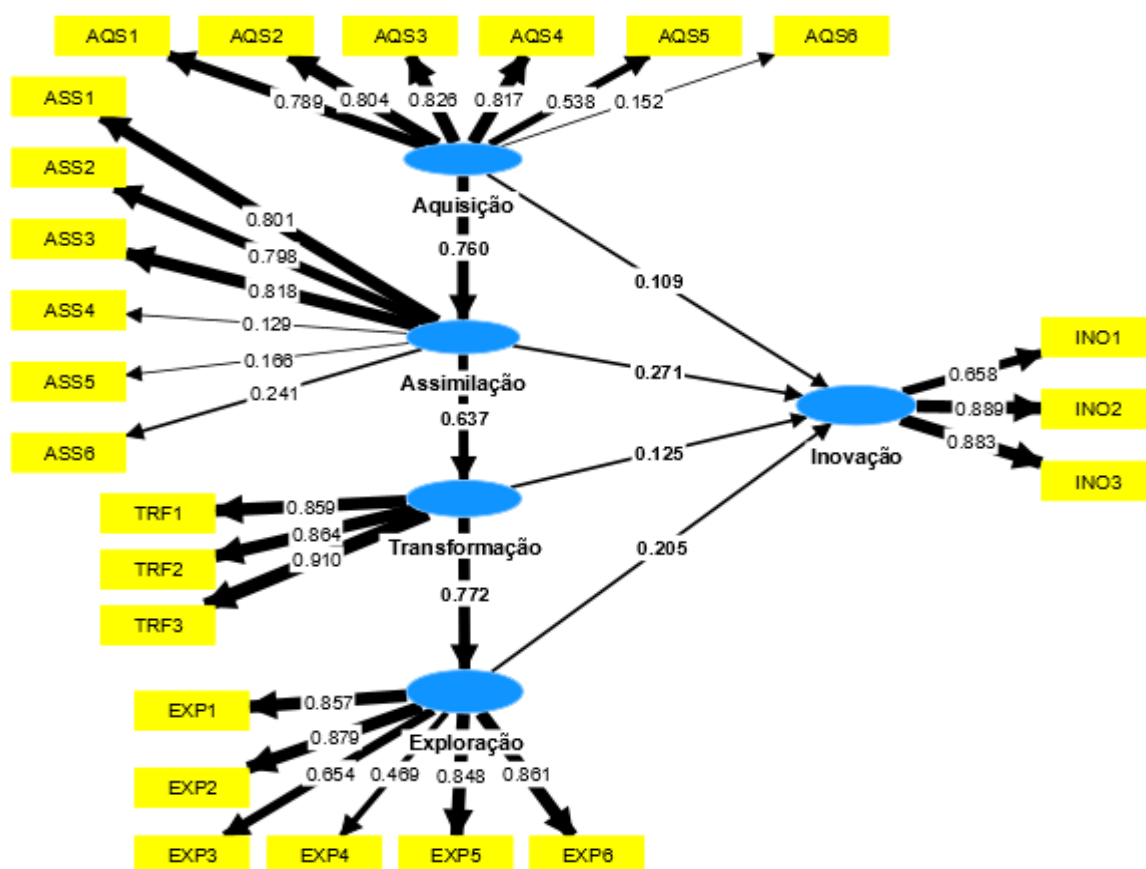 AQS1
AQS2
AQS3
AQS4
AQS5
AQS6
0.789
0.804
0.826
0.817
0.538
0.152
ASS1
ASS2
ASS3
ASS4
ASS5
ASS6
Aquisição
0.801
0.798
0.818
0.129
0.166
0.241
0.760
0.109
Assimilação
0.271
0.637
0.125
Inovação
0.658
0.889
0.883
INO1
INO2
INO3
TRF1
TRF2
TRF3
0.859
0.864
0.910
Transformação
0.772
0.205
EXP1
EXP2
0.857
0.879
0.654
0.469
0.848
0.861
Exploração
EXP3
EXP4
EXP5
EXP6